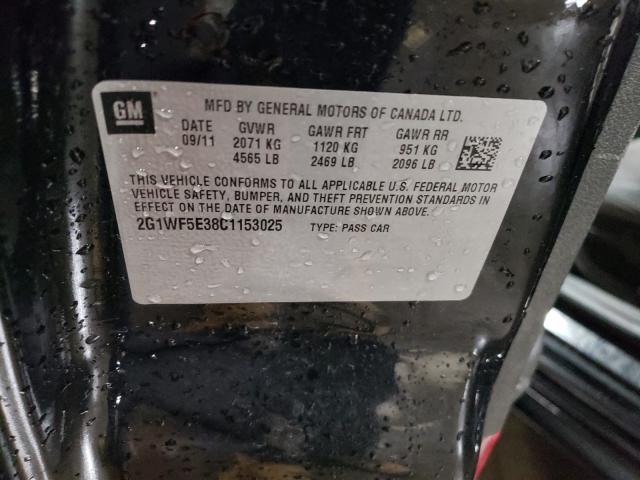 GM
MFD BY GENERAL MOTORS OF CANADA LTD.
DATE GVWR GAWR FRT GAWR RR
09/11 2071 KG 1120 KG 951 KG
4565 LB 2469 LB 2096 LB
THIS VEHICLE CONFORMS TO ALL APPLICABLE U.S. FEDERAL MOTOR
VEHICLE SAFETY, BUMPER, AND THEFT PREVENTION STANDARDS IN
EFFECT ON THE DATE OF MANUFACTURE SHOWN ABOVE.
2G1WF5E38C1153025 TYPE: PASS CAR